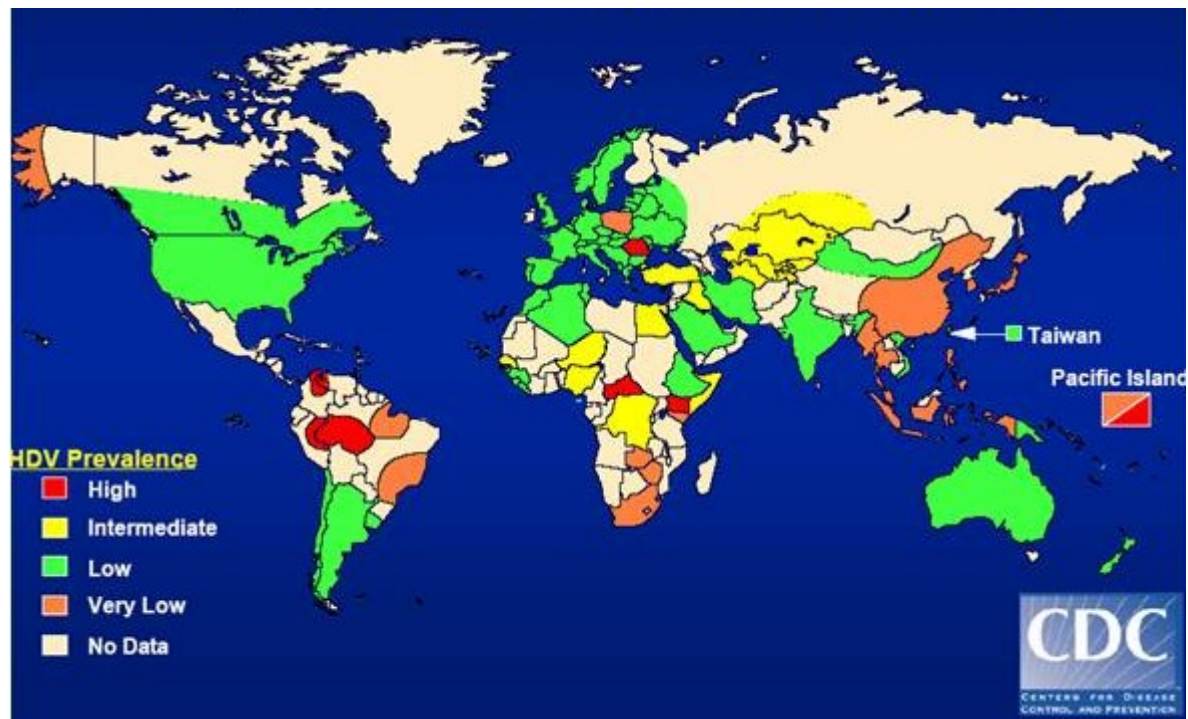 Taiwan
Pacific Island
HDV Prevalence
High
Intermediate
Low
Very Low
No Data
CDC
CENTERS FOR DISEASE
CONTROL AND PREVENTION